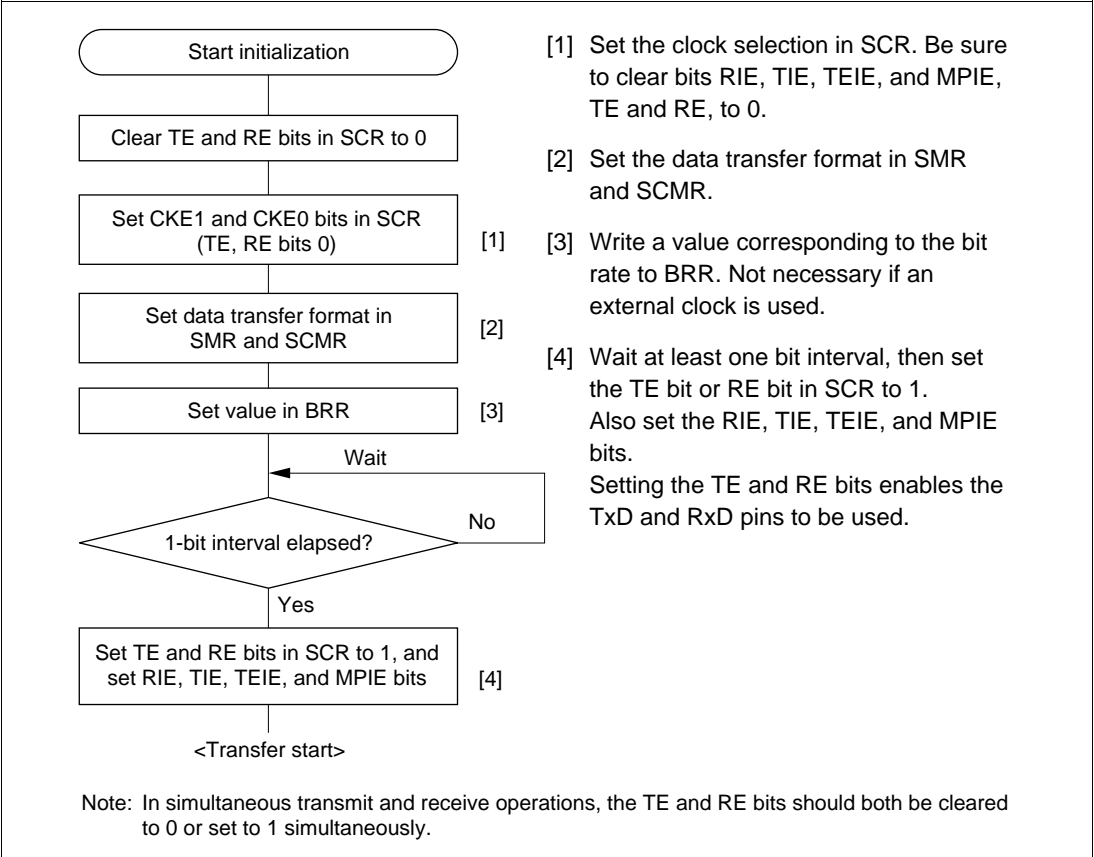 Start initialization
Clear TE and RE bits in SCR to 0
Set CKE1 and CKE0 bits in SCR
(TE, RE bits 0)
[1]
Set data transfer format in
SMR and SCMR
[2]
Set value in BRR
[3]
Wait
No
1-bit interval elapsed?
Yes
Set TE and RE bits in SCR to 1, and
set RIE, TIE, TEIE, and MPIE bits
[4]
<Transfer start>
[1] Set the clock selection in SCR. Be sure
to clear bits RIE, TIE, TEIE, and MPIE,
TE and RE, to 0.
[2] Set the data transfer format in SMR
and SCMR.
[3] Write a value corresponding to the bit
rate to BRR. Not necessary if an
external clock is used.
[4] Wait at least one bit interval, then set
the TE bit or RE bit in SCR to 1.
Also set the RIE, TIE, TEIE, and MPIE
bits.
Setting the TE and RE bits enables the
TxD and RxD pins to be used.
Note: In simultaneous transmit and receive operations, the TE and RE bits should both be cleared
to 0 or set to 1 simultaneously.